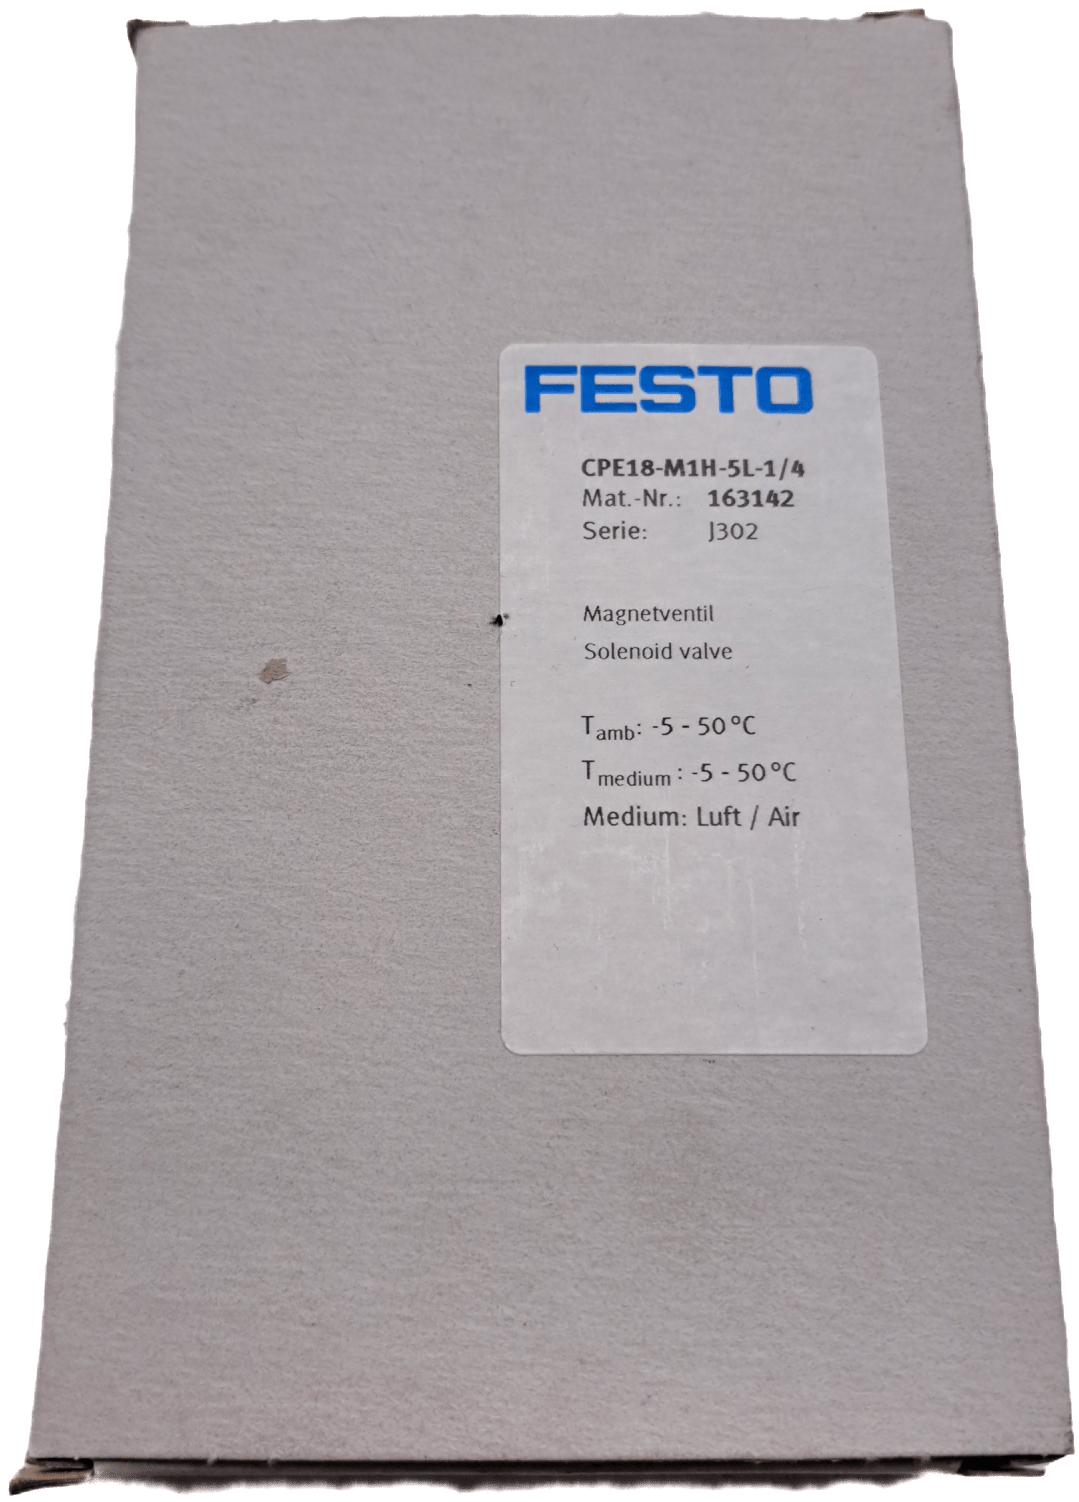 FESTO
CPE18-M1H-5L-1/4
Mat.-Nr.: 163142
Serie: J302
Magnetventil
Solenoid valve
Tamb: -5 - 50°C
Tmedium : -5 - 50°C
Medium: Luft / Air